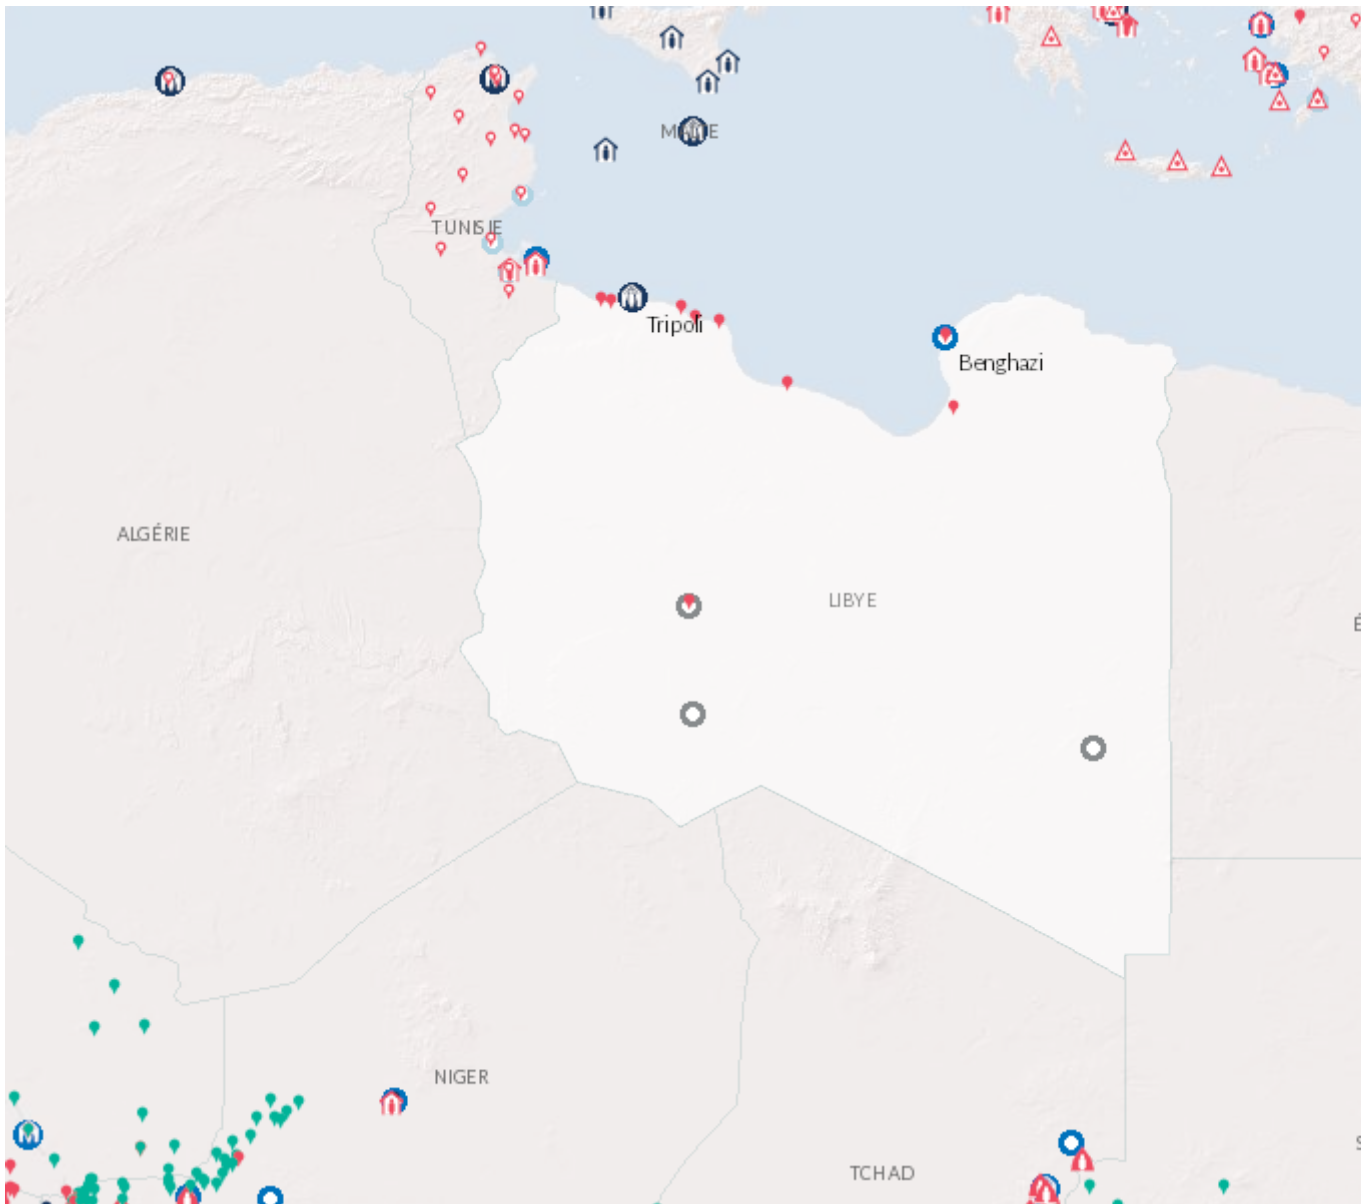 TUNISIE
Tripoli
Benghazi
ALGÉRIE
LIBYE
É
NIGER
TCHAD
S